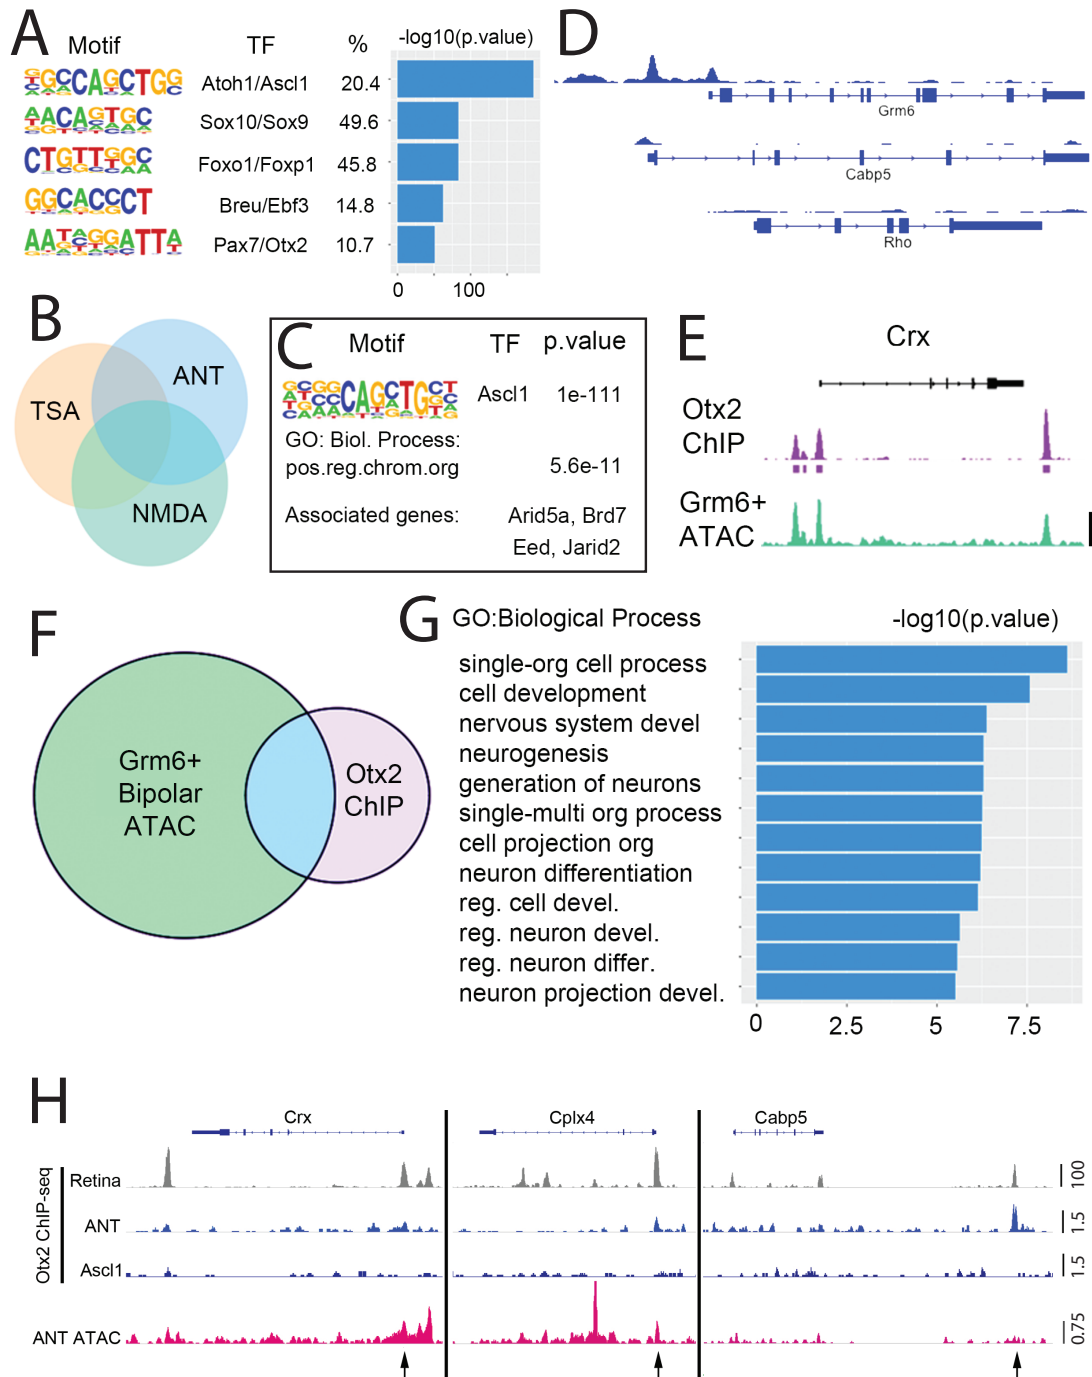 A
Motif TF % -log10(p.value)
GGCCAGCTGG Atoh1/Ascl1 20.4
AACAGTGC Sox10/Sox9 49.6
CTGTTGGC Foxo1/Foxp1 45.8
GGCACCCT Breu/Ebf3 14.8
AATAGGATTA Pax7/Otx2 10.7
0 100
D
Grm6
Cabp5
Rho
B
TSA
ANT
NMDA
C
Motif TF p.value
Ascl1 1e-111
GO: Biol. Process:
pos.reg.chrom.org 5.6e-11
Associated genes: Arid5a, Brd7
Eed, Jarid2
E
Crx
Otx2
ChIP
Grm6+
ATAC
F
Grm6+
Bipolar
ATAC
Otx2
ChIP
G
GO:Biological Process -log10(p.value)
single-org cell process
cell development
nervous system devel
neurogenesis
generation of neurons
single-multi org process
cell projection org
neuron differentiation
reg. cell devel.
reg. neuron devel.
reg. neuron differ.
neuron projection devel.
0 2.5 5 7.5
H
Crx Cplx4 Cabp5
Otx2 ChIP-seq
Retina 100
ANT 1.5
Ascl1 1.5
ANT ATAC 0.75